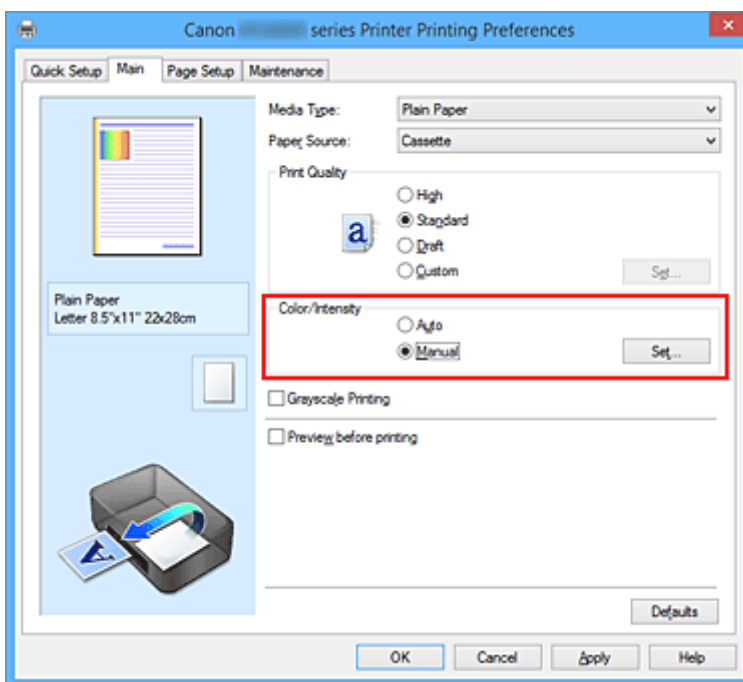 Canon series Printer Printing Preferences
Quick Setup Main Page Setup Maintenance
Media Type: Plain Paper
Paper Source: Cassette
Print Quality
High
a Standard
Draft
Custom Set...
Plain Paper
Letter 8.5"x11" 22x28cm
Color/Intensity
Auto
Manual Set...
Grayscale Printing
Preview before printing
A
Defaults
OK Cancel Apply Help